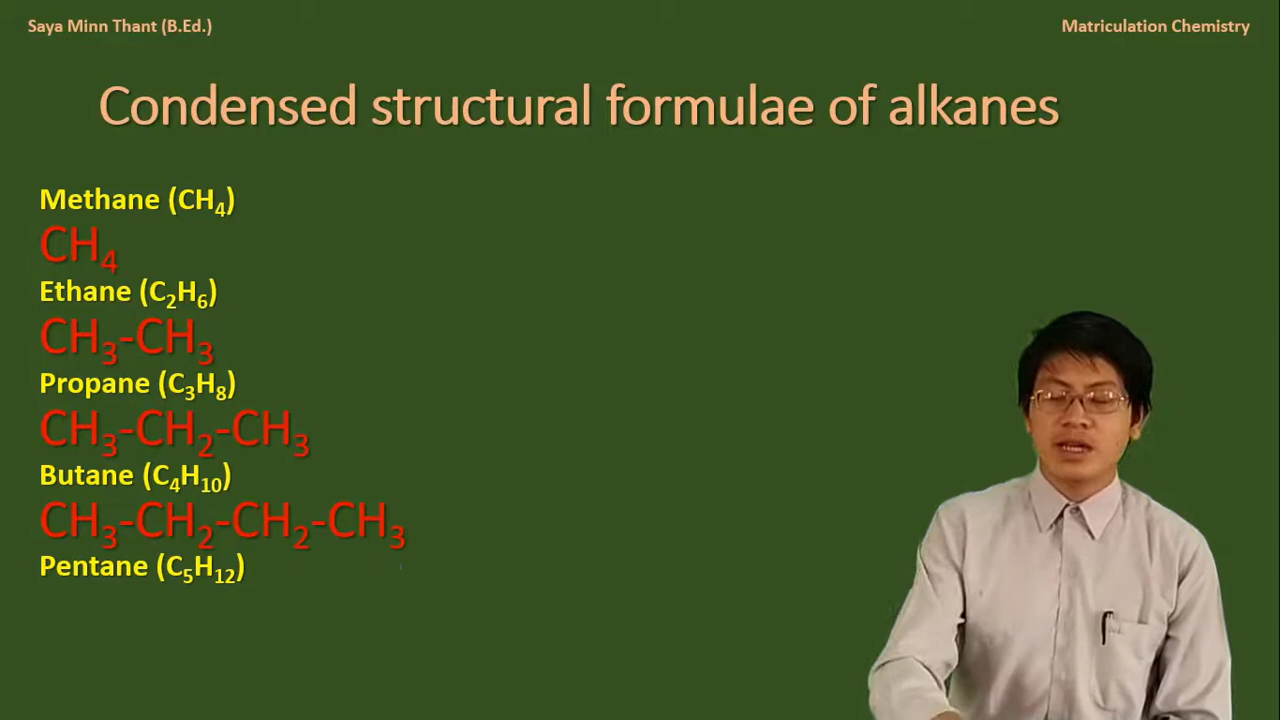 Saya Minn Thant (B.Ed.)
Matriculation Chemistry
Condensed structural formulae of alkanes
Methane (CH₄)
CH₄
Ethane (C₂H₆)
CH₃-CH₃
Propane (C₃H₈)
CH₃-CH₂-CH₃
Butane (C₄H₁₀)
CH₃-CH₂-CH₂-CH₃
Pentane (C₅H₁₂)